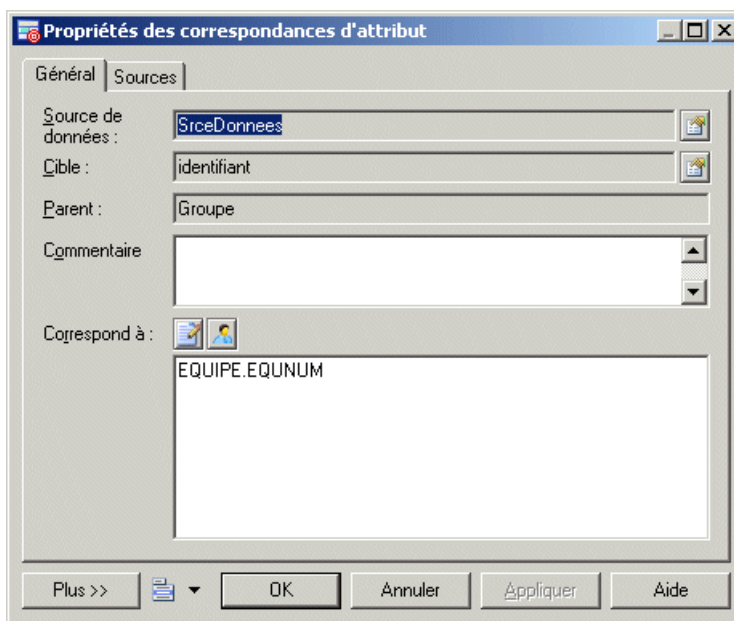 Propriétés des correspondances d'attribut
Général Sources
Source de données : SrceDonnees
Cible : identifiant
Parent : Groupe
Commentaire
Correspond à :
EQUIPE.EQUNUM
Plus >> OK Annuler Appliquer Aide